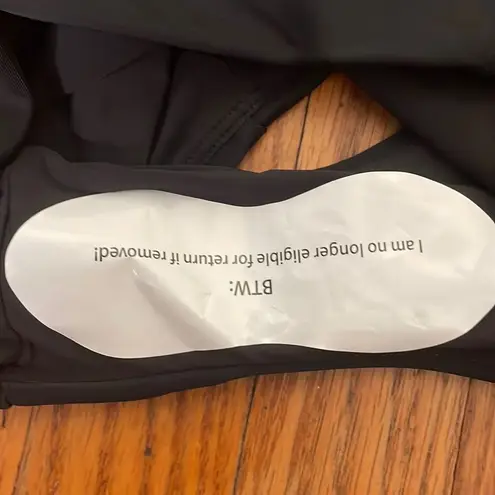 BTW:
I am no longer eligible for return if removed!